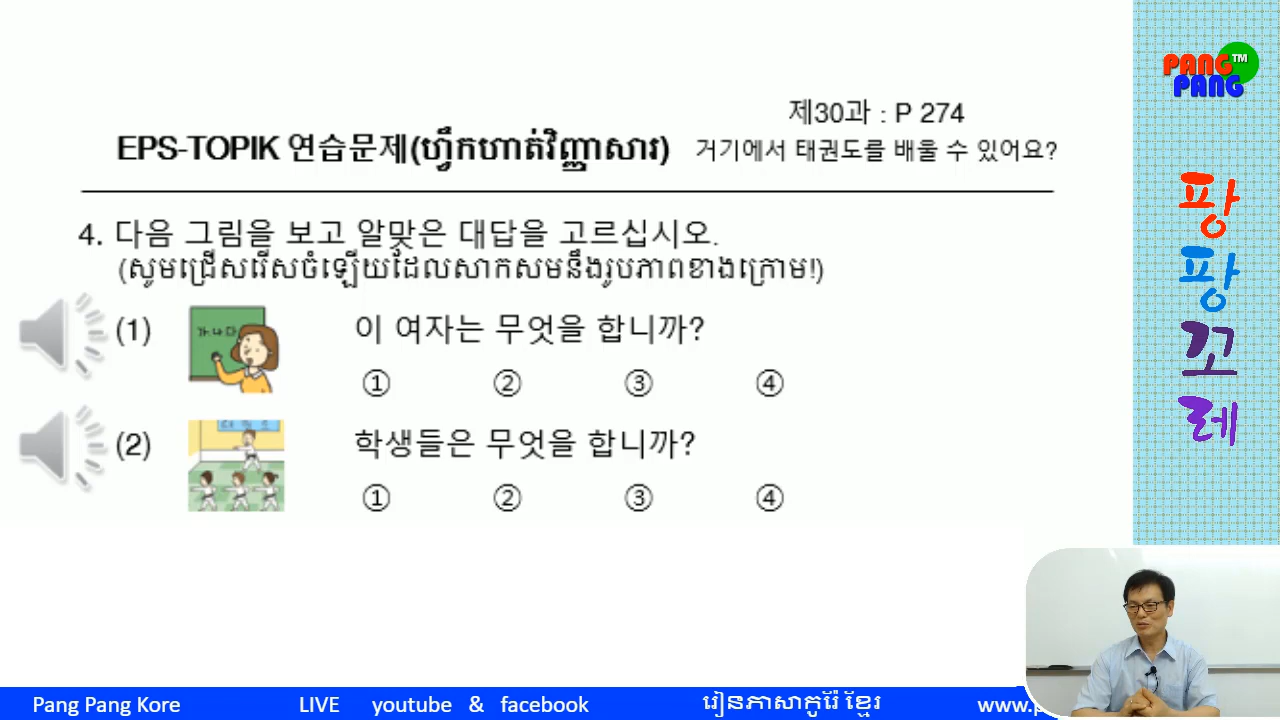 PANG™
PANG
제30과 : P 274
EPS-TOPIK 연습문제(ហ្វឹកហាត់វិញ្ញាសារ)
거기에서 태권도를 배울 수 있어요?
4. 다음 그림을 보고 알맞은 대답을 고르십시오.
(សូមជ្រើសរើសចំឡើយដែលសាកសមនឹងរូបភាពខាងក្រោម!)
(1)
가.나.다
이 여자는 무엇을 합니까?
① ② ③ ④
(2)
학생들은 무엇을 합니까?
① ② ③ ④
팡
팡
꼬
레
Pang Pang Kore LIVE youtube & facebook រៀនភាសាកូរ៉ែ ខ្មែរ www.p